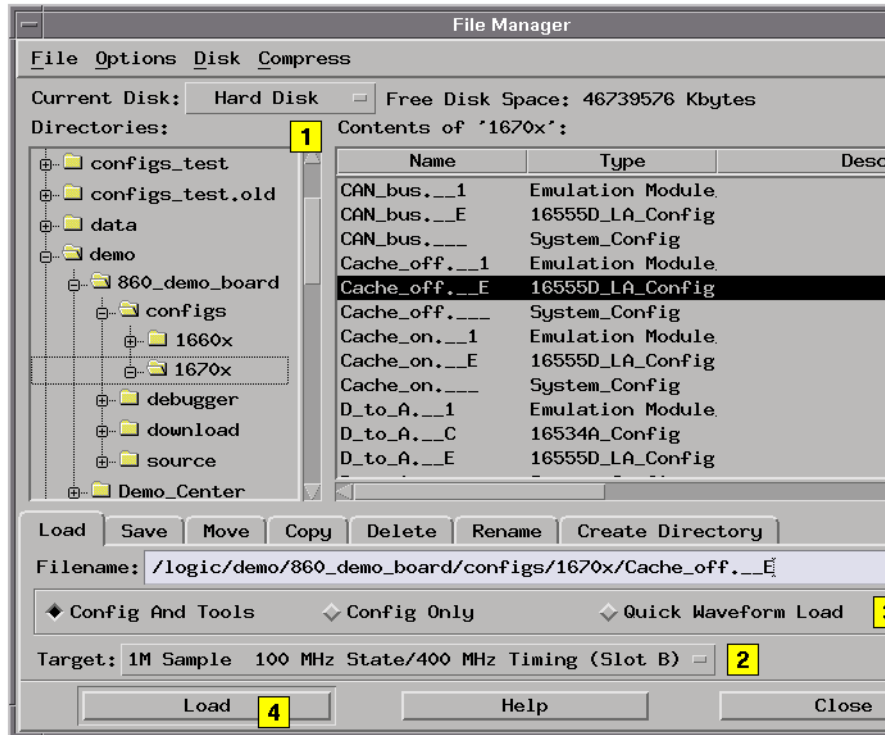 File Manager
File Options Disk Compress
Current Disk: Hard Disk Free Disk Space: 46739576 Kbytes
Directories: 1 Contents of '1670x':
Name Type Desc
configs_test
configs_test.old
data
demo
860_demo_board
configs
1660x
1670x
debugger
download
source
Demo_Center
CAN_bus.__1 Emulation Module
CAN_bus.__E 16555D_LA_Config
CAN_bus.___ System_Config
Cache_off.__1 Emulation Module
Cache_off.__E 16555D_LA_Config
Cache_off.___ System_Config
Cache_on.__1 Emulation Module
Cache_on.__E 16555D_LA_Config
Cache_on.___ System_Config
D_to_A.__1 Emulation Module
D_to_A.__C 16534A_Config
D_to_A.__E 16555D_LA_Config
Load Save Move Copy Delete Rename Create Directory
Filename: /logic/demo/860_demo_board/configs/1670x/Cache_off.__E
Config And Tools Config Only Quick Waveform Load 3
Target: 1M Sample 100 MHz State/400 MHz Timing (Slot B) 2
Load 4 Help Close